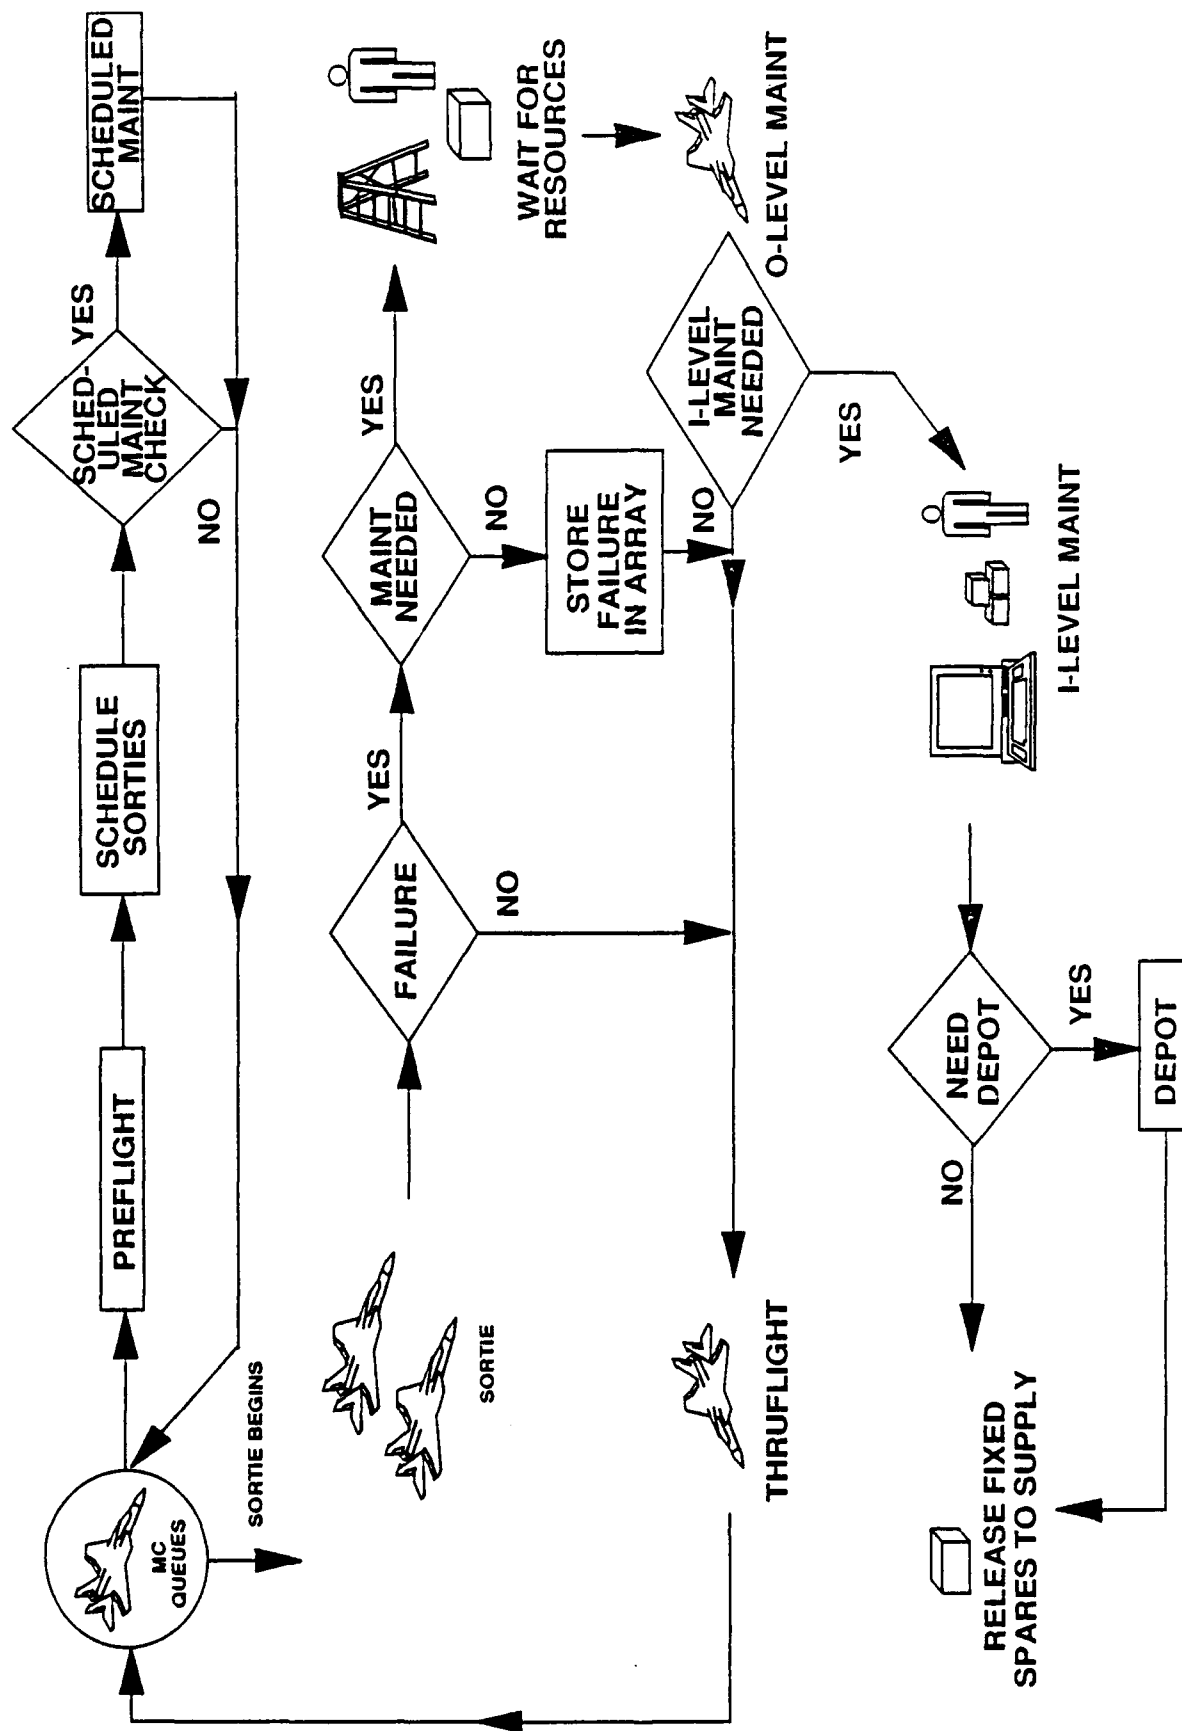 MC
QUEUES
PREFLIGHT
SCHEDULE
SORTIES
SCHED-
ULED
MAINT
CHECK
YES
SCHEDULED
MAINT
NO
SORTIE BEGINS
SORTIE
FAILURE
YES
NO
MAINT
NEEDED
YES
NO
STORE
FAILURE
IN ARRAY
WAIT FOR
RESOURCES
O-LEVEL MAINT
I-LEVEL
MAINT
NEEDED
NO
YES
THRUFLIGHT
I-LEVEL MAINT
NEED
DEPOT
NO
YES
DEPOT
RELEASE FIXED
SPARES TO SUPPLY